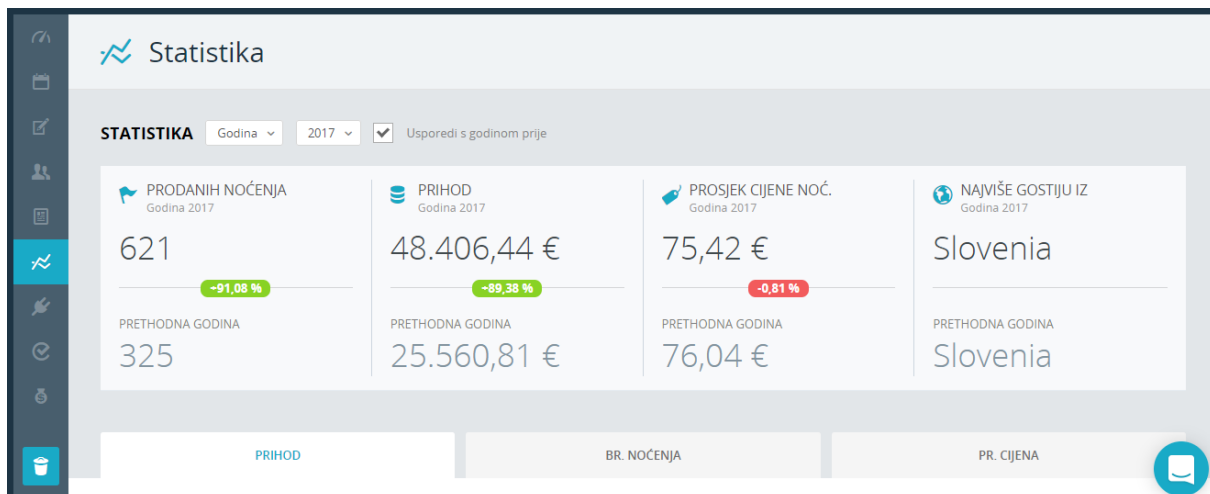 Statistika
STATISTIKA Godina 2017 Usporedi s godinom prije
PRODANIH NOĆENJA
Godina 2017
621
+91,08 %
PRETHODNA GODINA
325
PRIHOD
Godina 2017
48.406,44 €
+89,38 %
PRETHODNA GODINA
25.560,81 €
PROSJEK CIJENE NOĆ.
Godina 2017
75,42 €
-0,81 %
PRETHODNA GODINA
76,04 €
NAJVIŠE GOSTIJU IZ
Godina 2017
Slovenia
PRETHODNA GODINA
Slovenia
PRIHOD BR. NOĆENJA PR. CIJENA